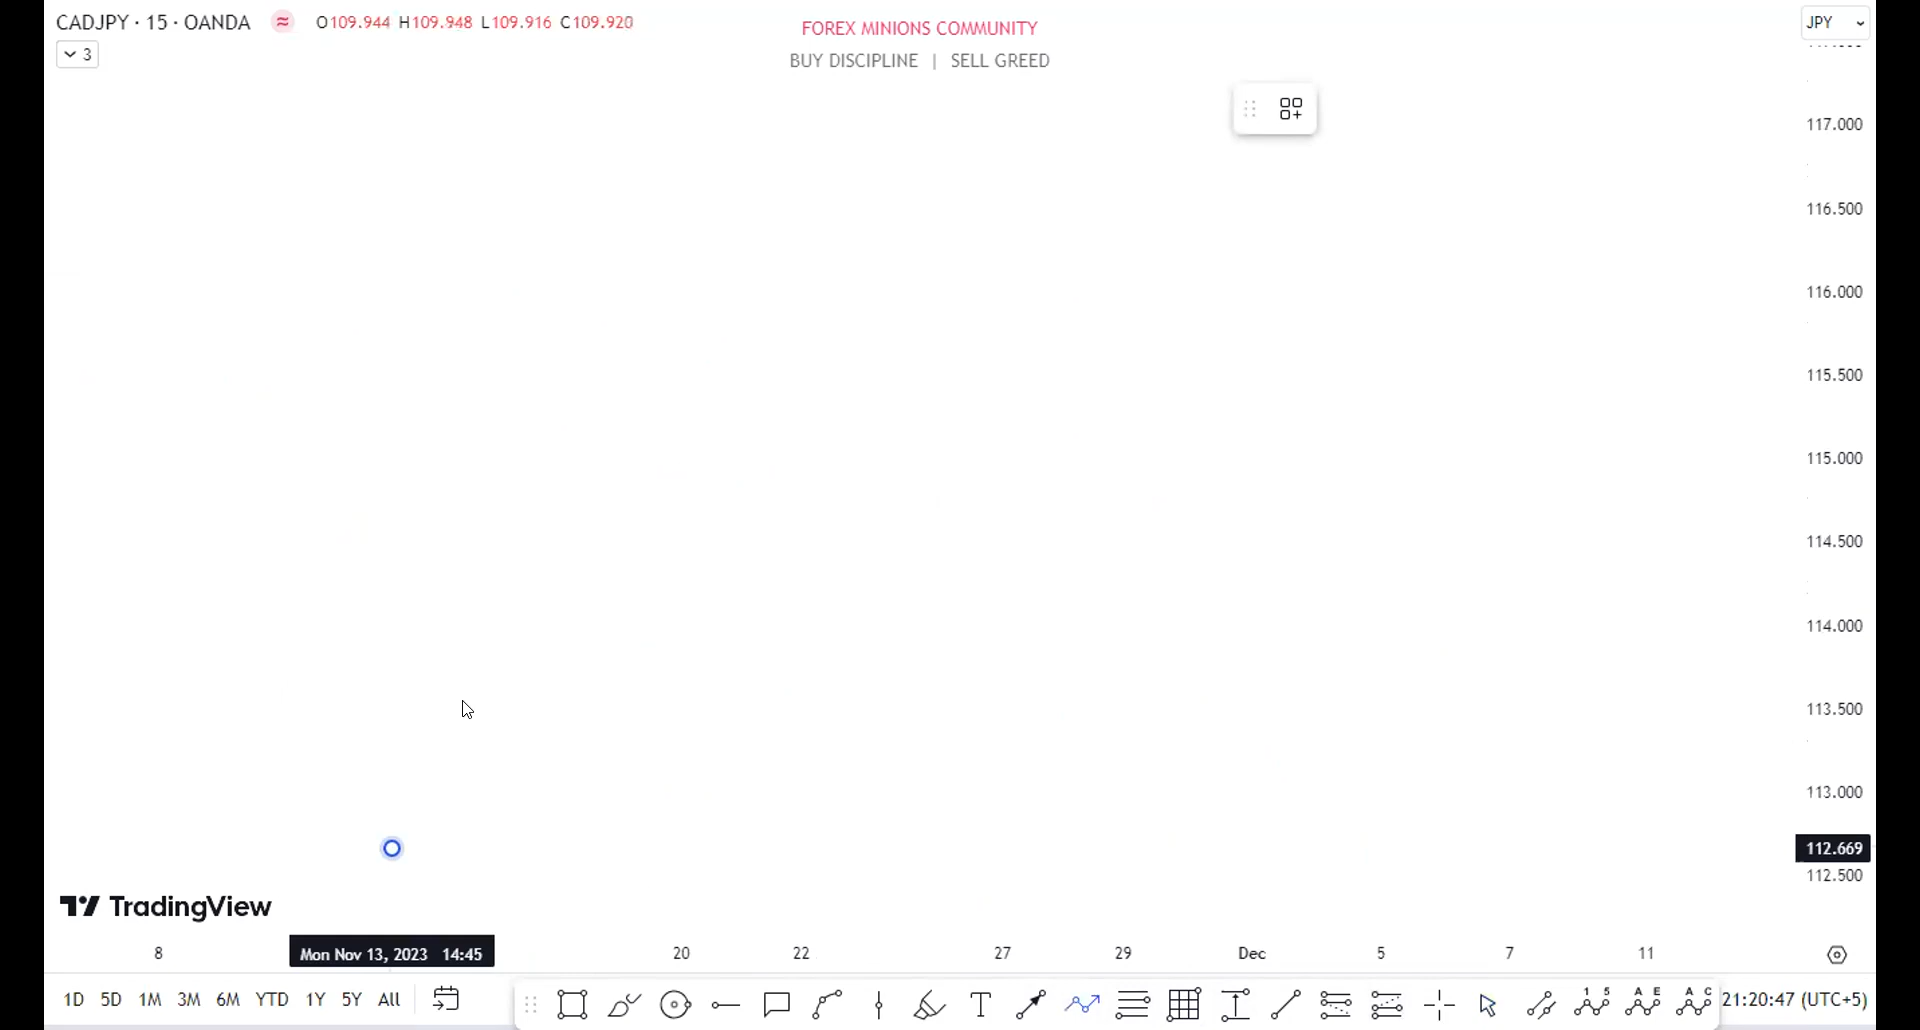 CADJPY · 15 · OANDA ≈ O109.944 H109.948 L109.916 C109.920
3
FOREX MINIONS COMMUNITY
BUY DISCIPLINE | SELL GREED
JPY
117.000
116.500
116.000
115.500
115.000
114.500
114.000
113.500
113.000
112.669
112.500
TradingView
8 Mon Nov 13, 2023 14:45 20 22 27 29 Dec 5 7 11
1D 5D 1M 3M 6M YTD 1Y 5Y All
T
1 5
A E
A C
21:20:47 (UTC+5)